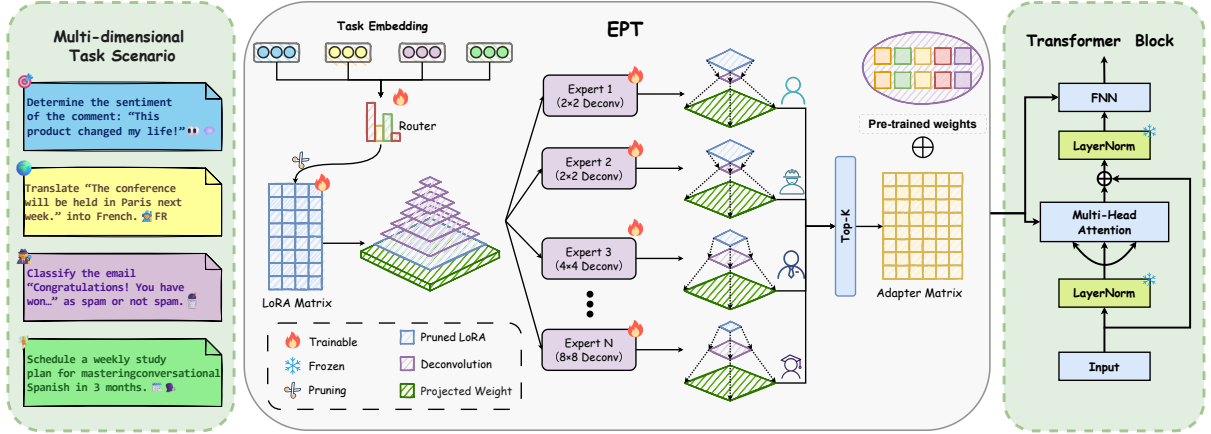 Multi-dimensional
Task Scenario
Determine the sentiment
of the comment: “This
product changed my life!”
Translate “The conference
will be held in Paris next
week.” into French. FR
Classify the email
“Congratulations! You have
won…” as spam or not spam.
Schedule a weekly study
plan for masteringconversational
Spanish in 3 months.
EPT
Task Embedding
Router
LoRA Matrix
Trainable
Frozen
Pruning
Pruned LoRA
Deconvolution
Projected Weight
Expert 1
(2×2 Deconv)
Expert 2
(2×2 Deconv)
Expert 3
(4×4 Deconv)
Expert N
(8×8 Deconv)
Top-K
Pre-trained weights
Adapter Matrix
Transformer Block
FNN
LayerNorm
Multi-Head
Attention
LayerNorm
Input